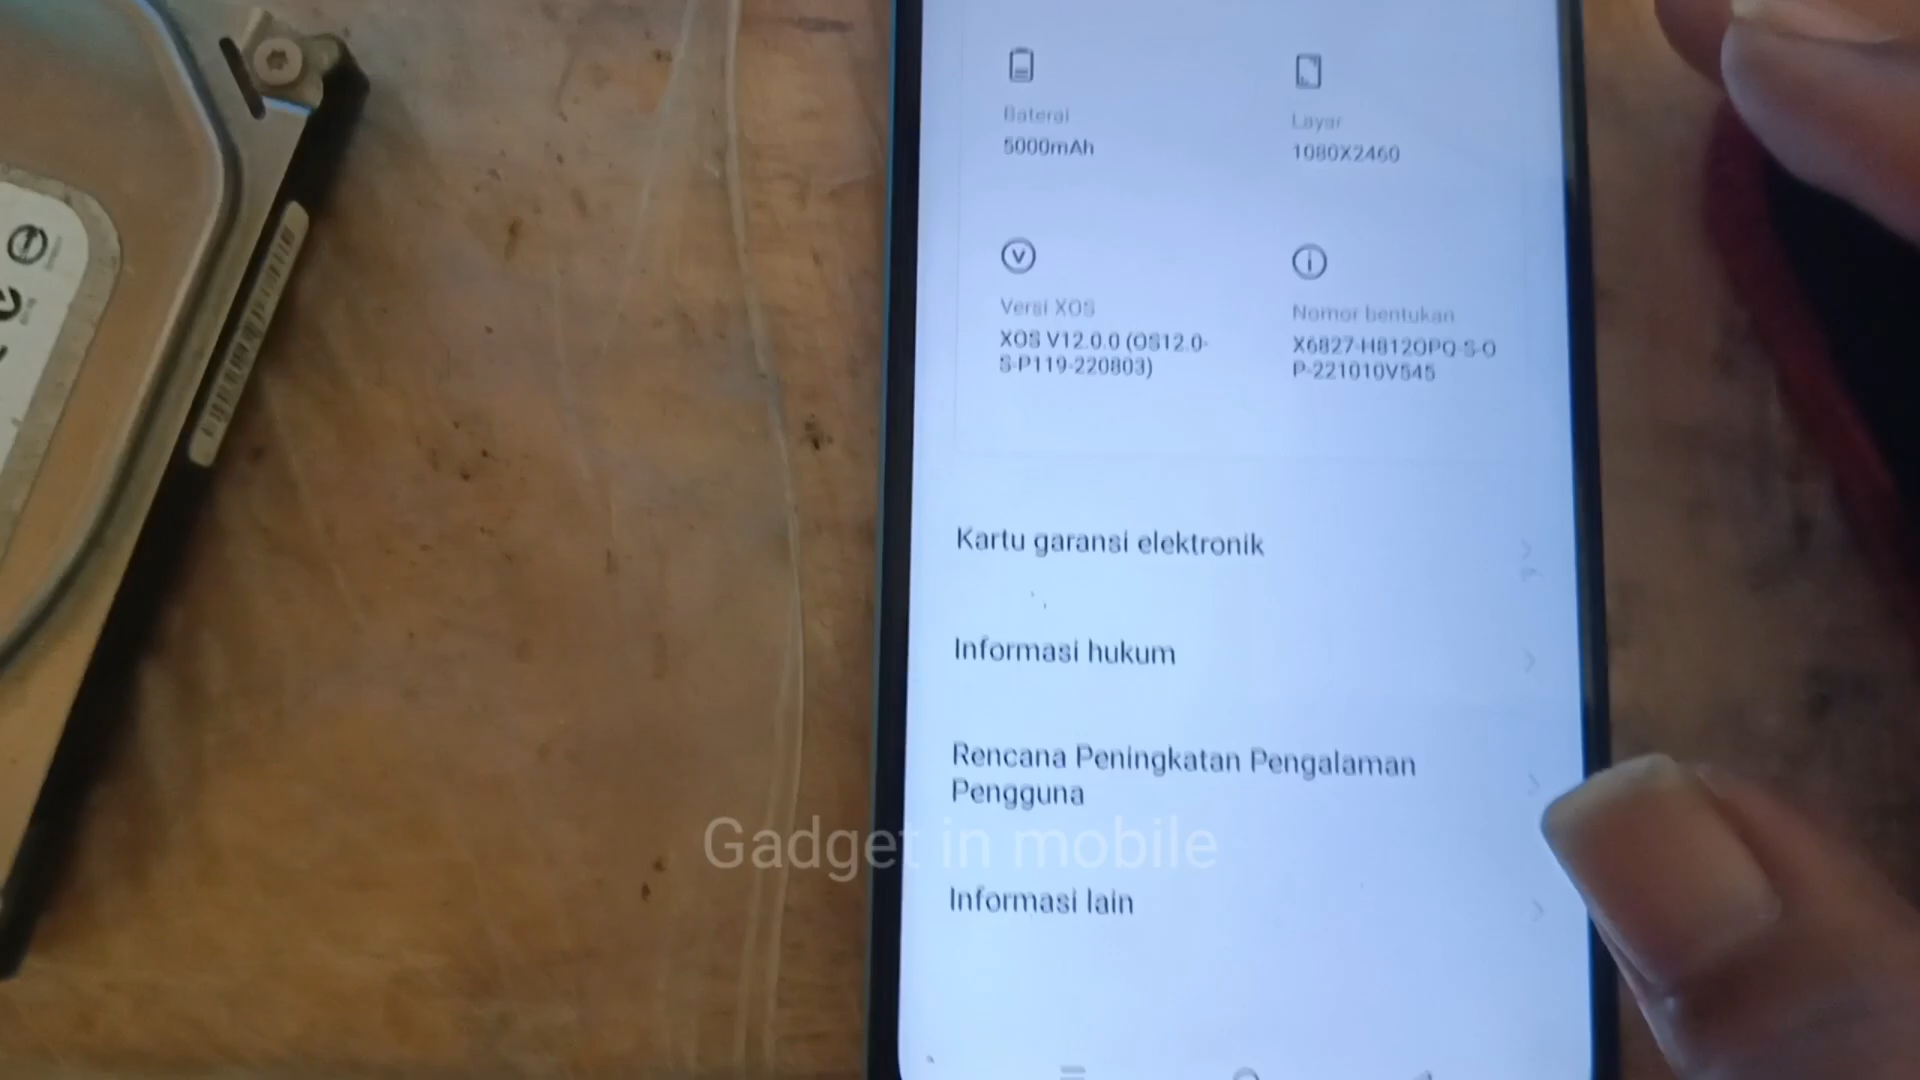 Baterai
5000mAh
Layar
1080X2460
Versi XOS
XOS V12.0.0 (OS12.0-
S-P119-220803)
Nomor bentukan
X6827-H812OPQ-S-O
P-221010V545
Kartu garansi elektronik
Informasi hukum
Rencana Peningkatan Pengalaman
Pengguna
Gadget in mobile
Informasi lain